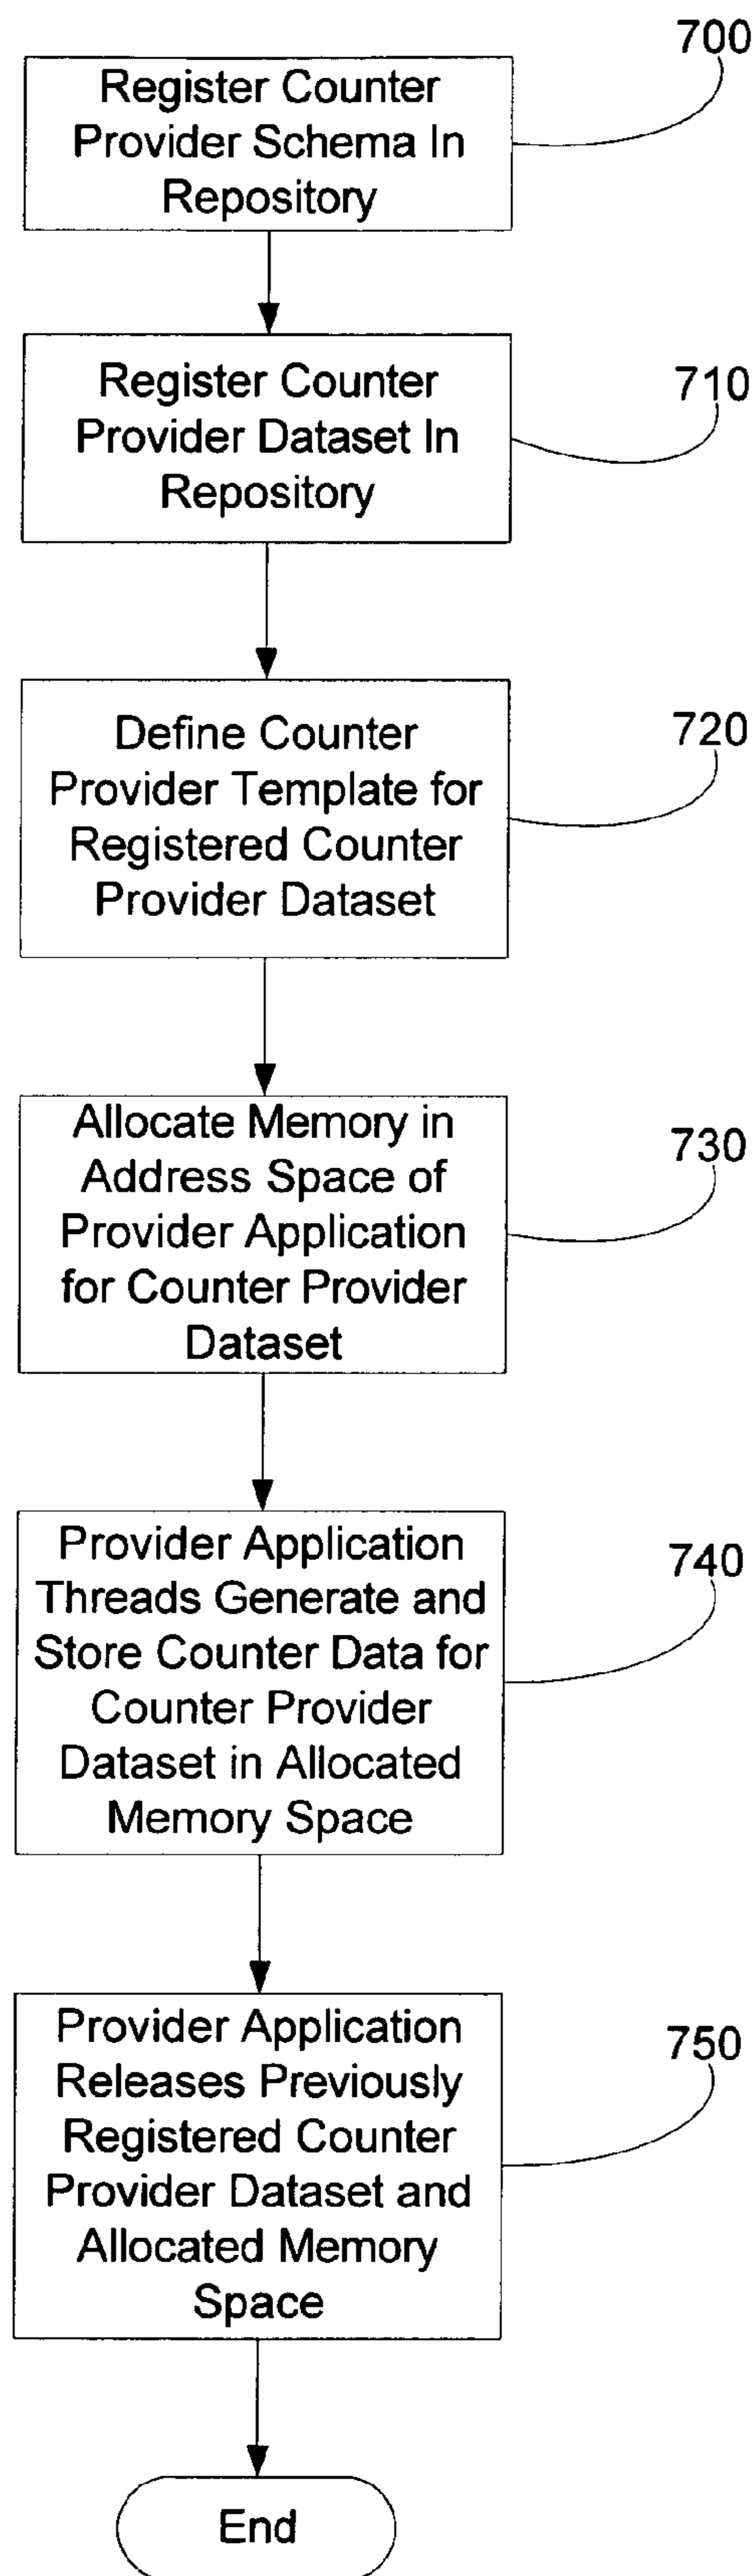 700
Register Counter
Provider Schema In
Repository
710
Register Counter
Provider Dataset In
Repository
720
Define Counter
Provider Template for
Registered Counter
Provider Dataset
730
Allocate Memory in
Address Space of
Provider Application
for Counter Provider
Dataset
740
Provider Application
Threads Generate and
Store Counter Data for
Counter Provider
Dataset in Allocated
Memory Space
750
Provider Application
Releases Previously
Registered Counter
Provider Dataset and
Allocated Memory
Space
End